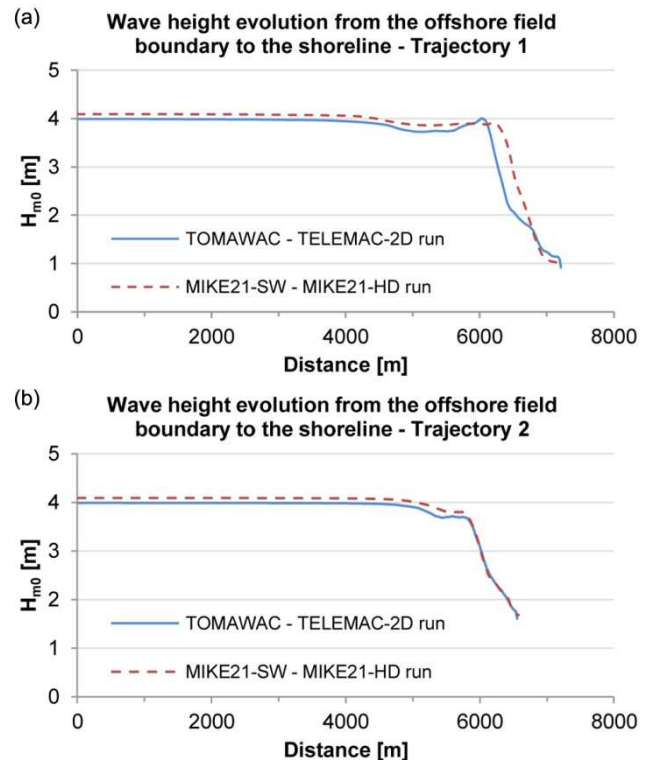 (a)
Wave height evolution from the offshore field
boundary to the shoreline - Trajectory 1
5
4
3
2
1
0
Hm0 [m]
TOMAWAC - TELEMAC-2D run
MIKE21-SW - MIKE21-HD run
0 2000 4000 6000 8000
Distance [m]
(b)
Wave height evolution from the offshore field
boundary to the shoreline - Trajectory 2
5
4
3
2
1
0
Hm0 [m]
TOMAWAC - TELEMAC-2D run
MIKE21-SW - MIKE21-HD run
0 2000 4000 6000 8000
Distance [m]